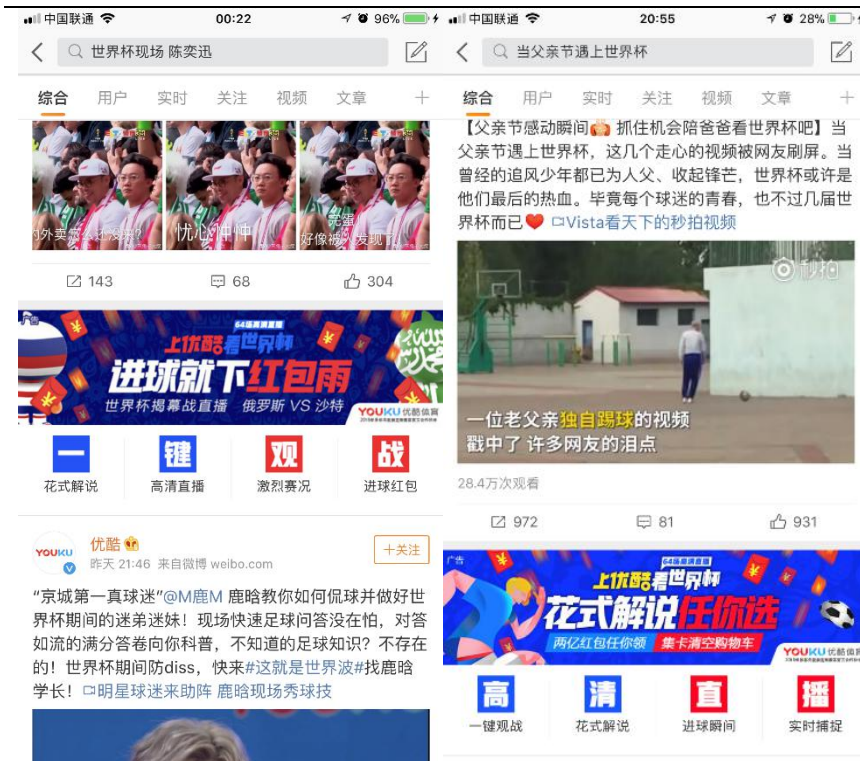 中国联通
00:22
96%
世界杯现场 陈奕迅
综合 用户 实时 关注 视频 文章
忧心忡忡
完蛋
好像被人发现了
143 68 304
广告
64场高清直播
上优酷看世界杯
进球就下红包雨
世界杯揭幕战直播 俄罗斯 VS 沙特
YOUKU 优酷体育
一 键 观 战
花式解说 高清直播 激烈赛况 进球红包
YOUKU
优酷
昨天 21:46 来自微博 weibo.com
+关注
“京城第一真球迷”@M鹿M 鹿晗教你如何侃球并做好世
界杯期间的迷弟迷妹！现场快速足球问答没在怕，对答
如流的满分答卷向你科普，不知道的足球知识？不存在
的！世界杯期间防diss，快来#这就是世界波#找鹿晗
学长！ 明星球迷来助阵 鹿晗现场秀球技
中国联通
20:55
28%
当父亲节遇上世界杯
综合 用户 实时 关注 视频 文章
【父亲节感动瞬间 抓住机会陪爸爸看世界杯吧】当
父亲节遇上世界杯，这几个走心的视频被网友刷屏。当
曾经的追风少年都已为人父、收起锋芒，世界杯或许是
他们最后的热血。毕竟每个球迷的青春，也不过几届世
界杯而已 Vista看天下的秒拍视频
秒拍
一位老父亲独自踢球的视频
戳中了 许多网友的泪点
28.4万次观看
972 81 931
广告
64场高清直播
上优酷看世界杯
花式解说任你选
两亿红包任你领 集卡清空购物车
YOUKU 优酷体育
高 清 直 播
一键观战 花式解说 进球瞬间 实时捕捉